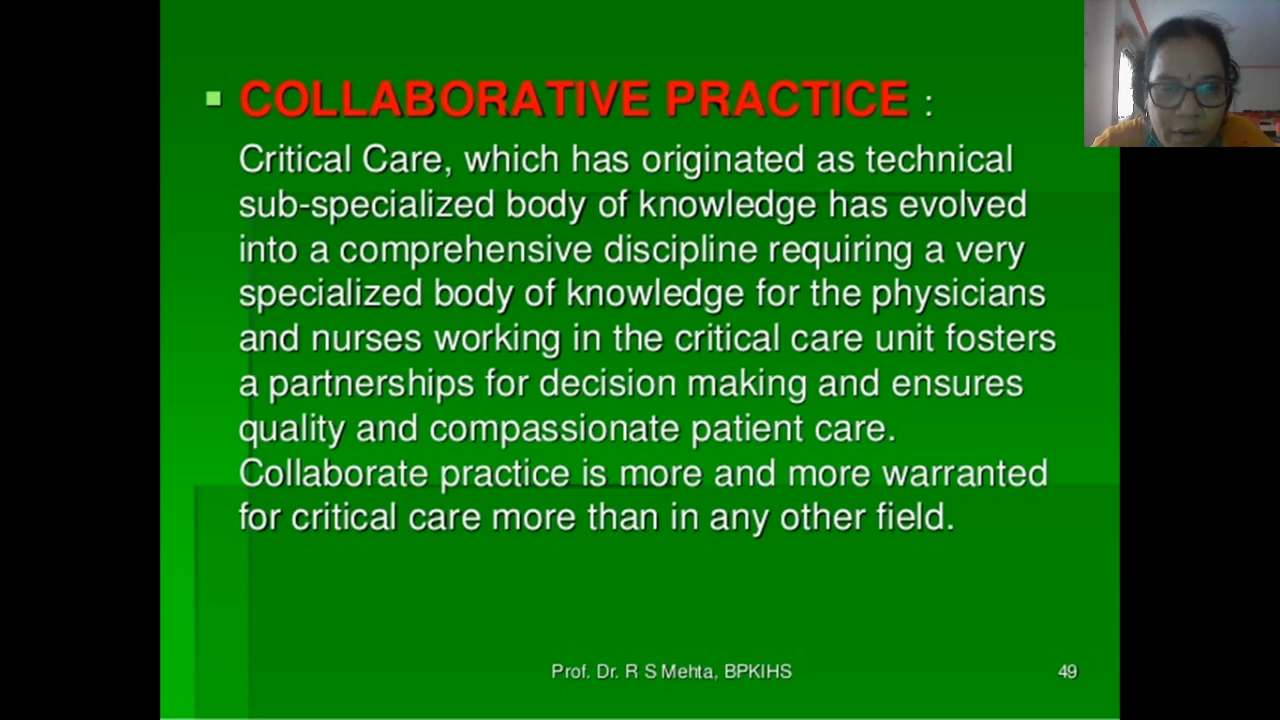 COLLABORATIVE PRACTICE :
Critical Care, which has originated as technical
sub-specialized body of knowledge has evolved
into a comprehensive discipline requiring a very
specialized body of knowledge for the physicians
and nurses working in the critical care unit fosters
a partnerships for decision making and ensures
quality and compassionate patient care.
Collaborate practice is more and more warranted
for critical care more than in any other field.
Prof. Dr. R S Mehta, BPKIHS
49